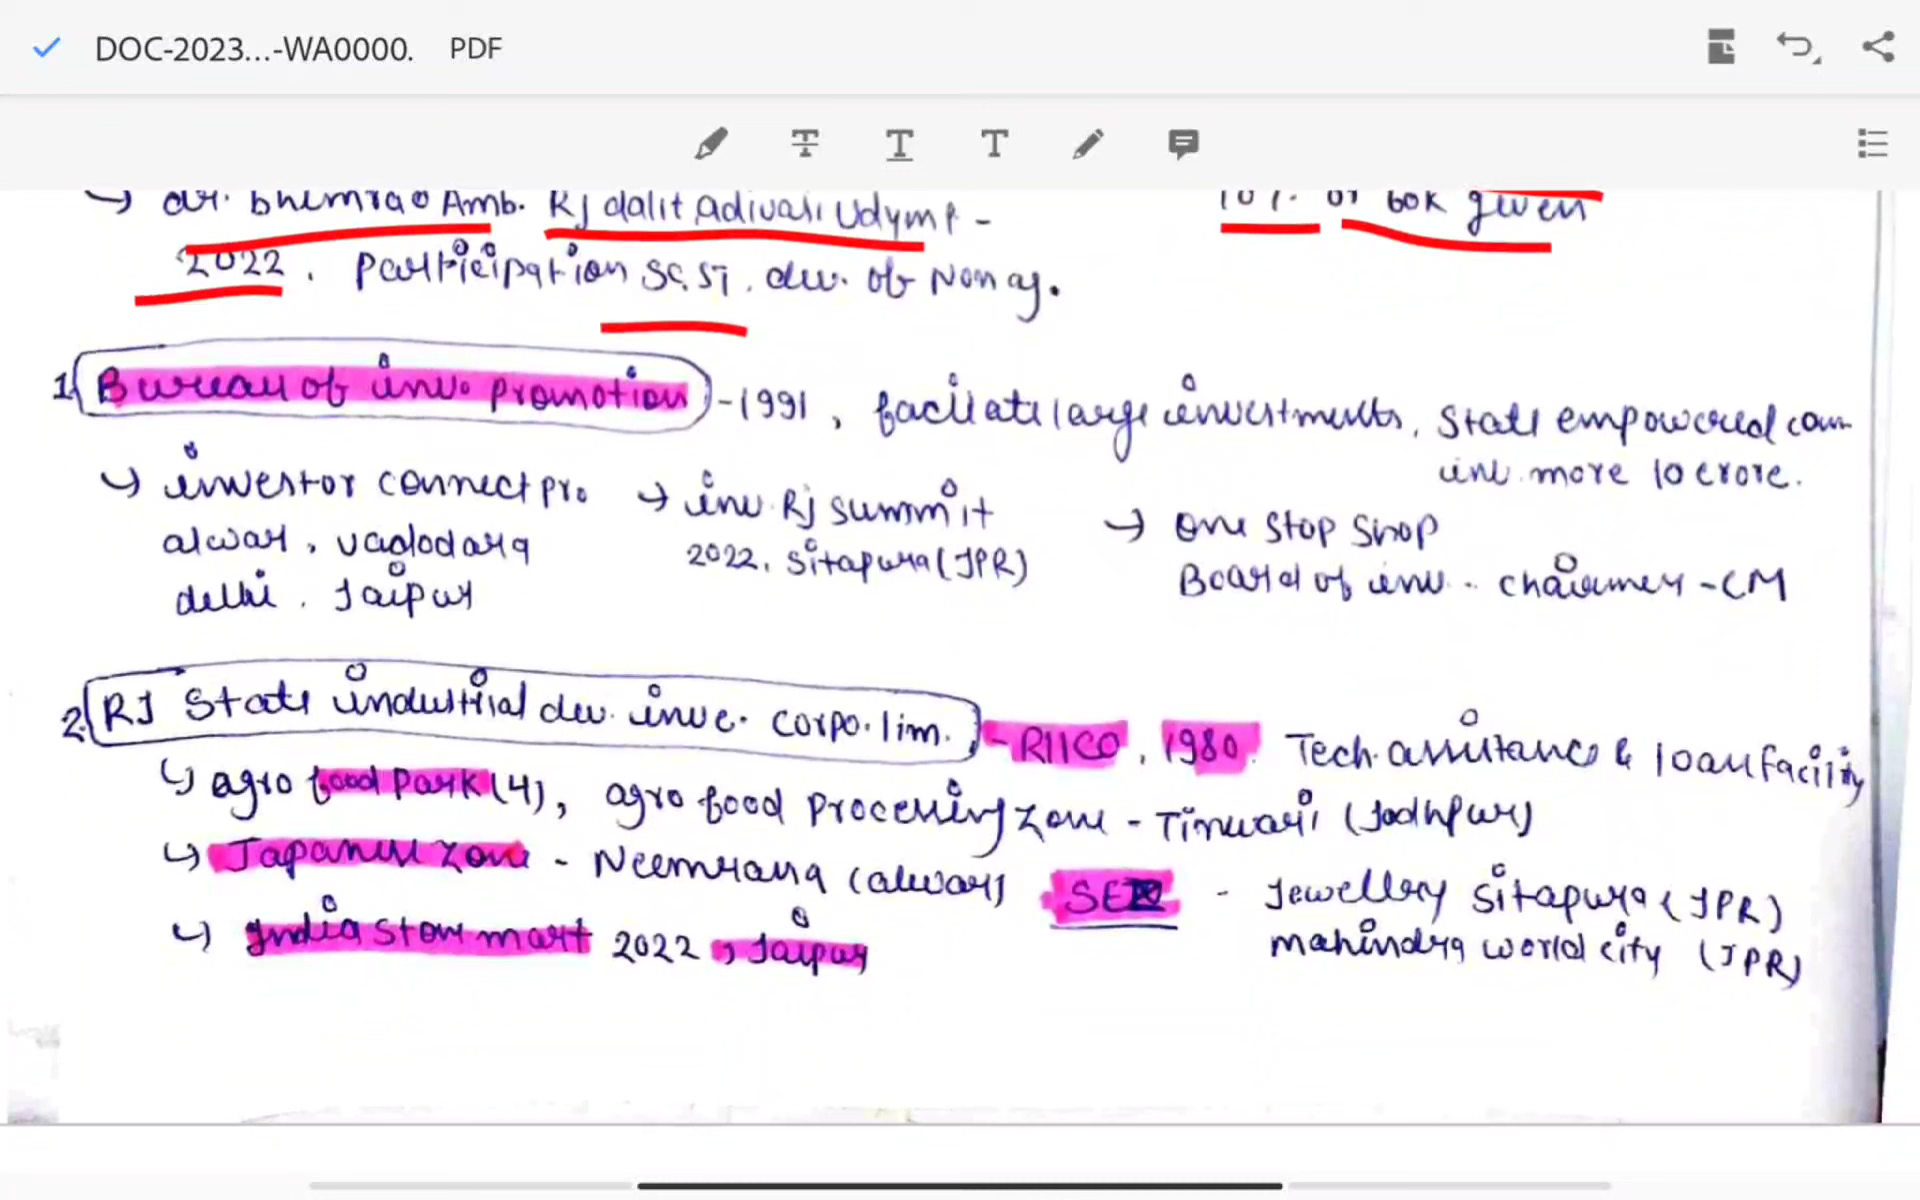 DOC-2023...-WA0000. PDF
↳ dr. bhimrao Amb. RJ dalit Adivasi Udym P -
10%. or 60K given
2022. Participation SC. ST. dev. of Non ag.
1. Bureau of inv. promotion - 1991, faciliate large investments, State empowered com
inv. more 10 crore.
↳ investor connect pro
alwar, vadodara
delhi. Jaipur
→ inv. Rj summit
2022. Sitapura (JPR)
→ One Stop Shop
Board of inv. - chairmen - CM
2. RJ State industrial dev. inve. corpo. lim. - RIICO, 1980. Tech. assistance & loan facility
↳ agro food park (4), agro food processing zone - Tinwari (Jodhpur)
↳ Japanese zone - Neemrana (alwar)
SEZ - Jewellery Sitapura (JPR)
mahindra world city (JPR)
↳ India Stone mart 2022, Jaipur